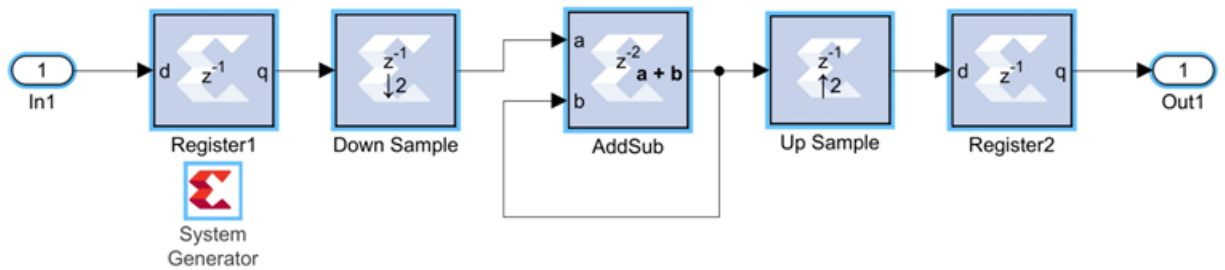 1
In1
d
z⁻¹
q
Register1
z⁻¹
↓2
Down Sample
a
b
z⁻²
a + b
AddSub
z⁻¹
↑2
Up Sample
d
z⁻¹
q
Register2
1
Out1
System
Generator